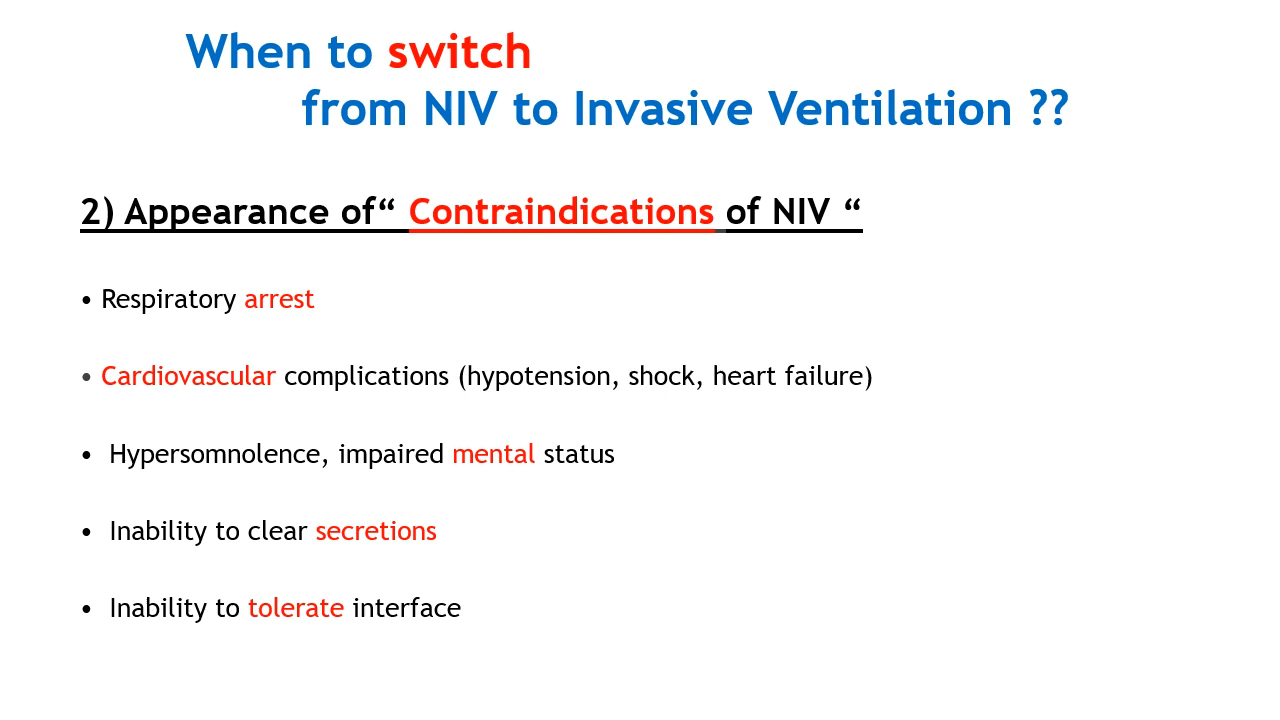 When to switch
from NIV to Invasive Ventilation ??
2) Appearance of“ Contraindications of NIV “
• Respiratory arrest
• Cardiovascular complications (hypotension, shock, heart failure)
• Hypersomnolence, impaired mental status
• Inability to clear secretions
• Inability to tolerate interface